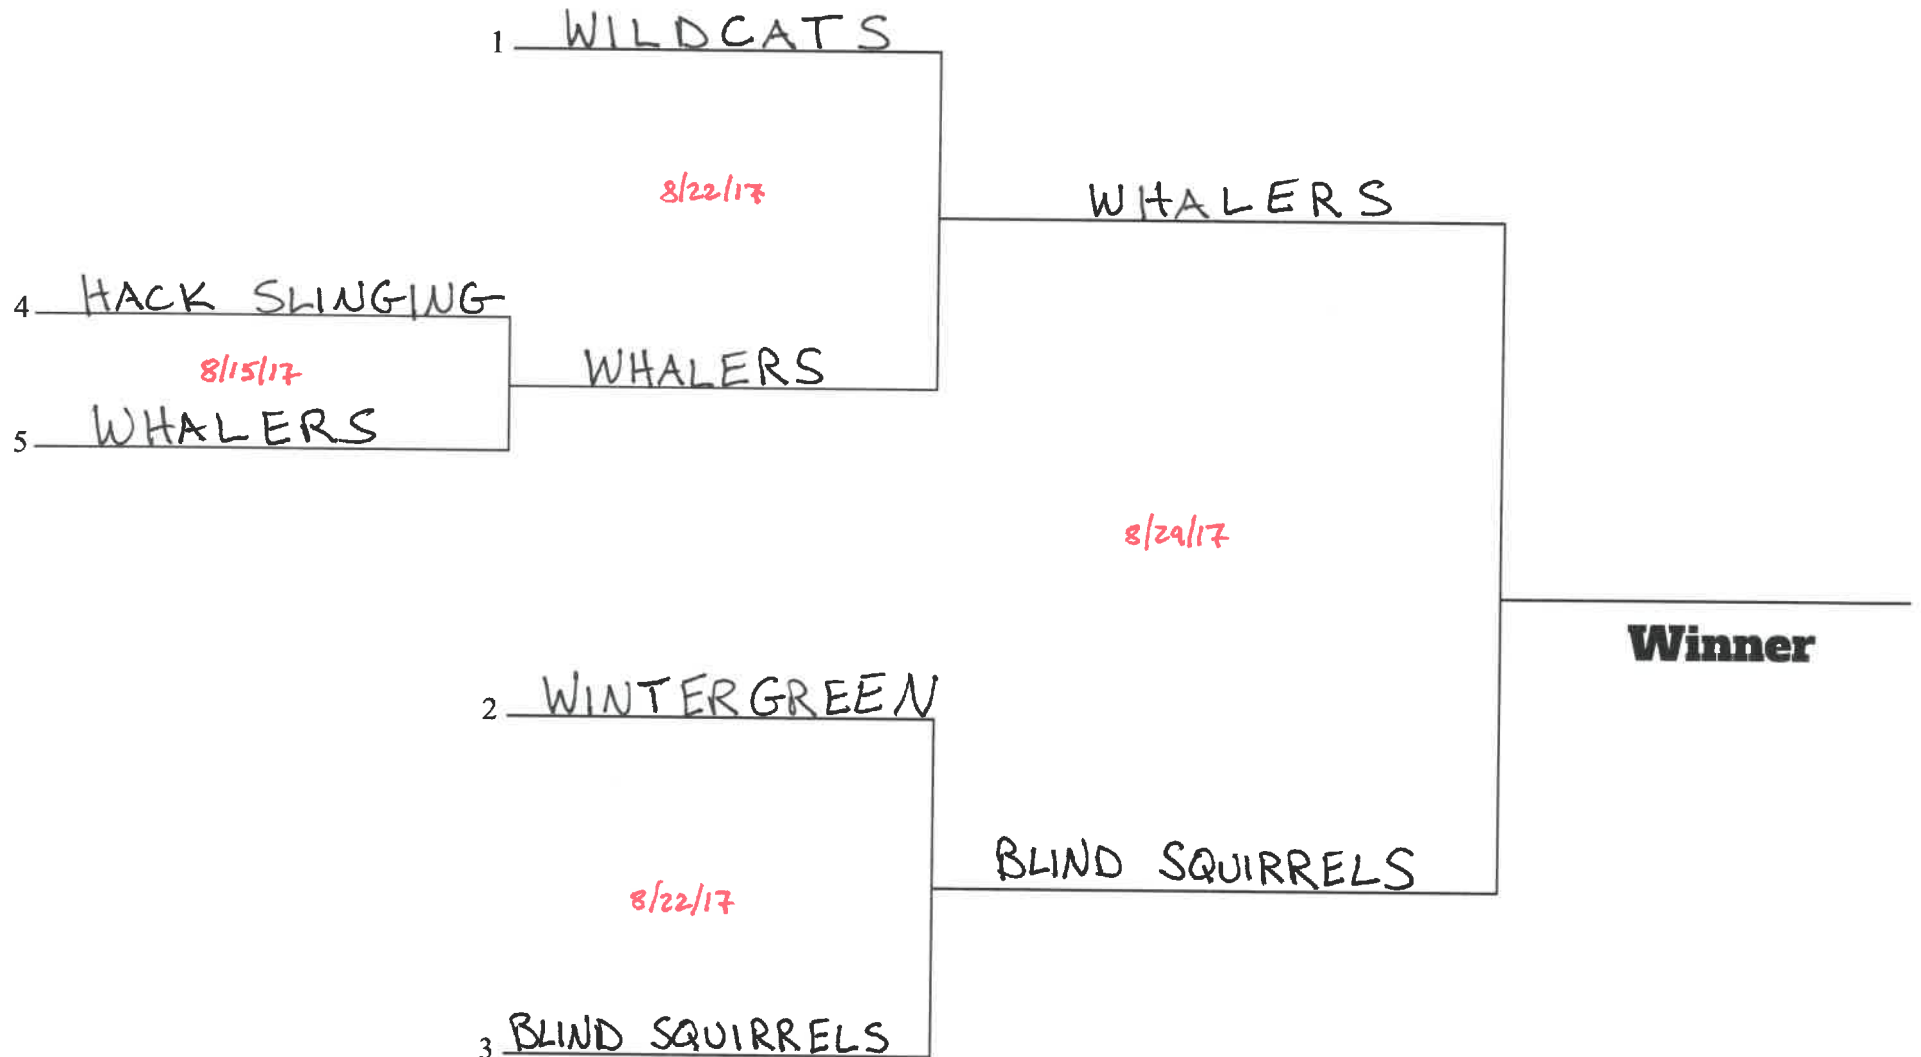 1 WILDCATS
8/22/17
WHALERS
4 HACK SLINGING
8/15/17
WHALERS
5 WHALERS
8/29/17
Winner
2 WINTERGREEN
BLIND SQUIRRELS
8/22/17
3 BLIND SQUIRRELS